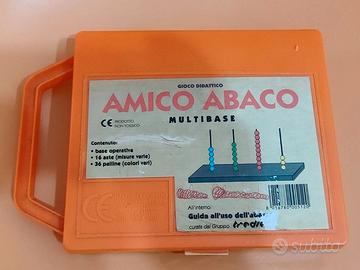 GIOCO DIDATTICO
AMICO ABACO
MULTIBASE
CE PRODOTTO
NON TOSSICO
Contenuto:
• base operativa
• 16 aste (misure varie)
• 36 palline (colori vari)
All'interno:
Guida all'uso dell'abaco
curata dal Gruppo
CE
subito